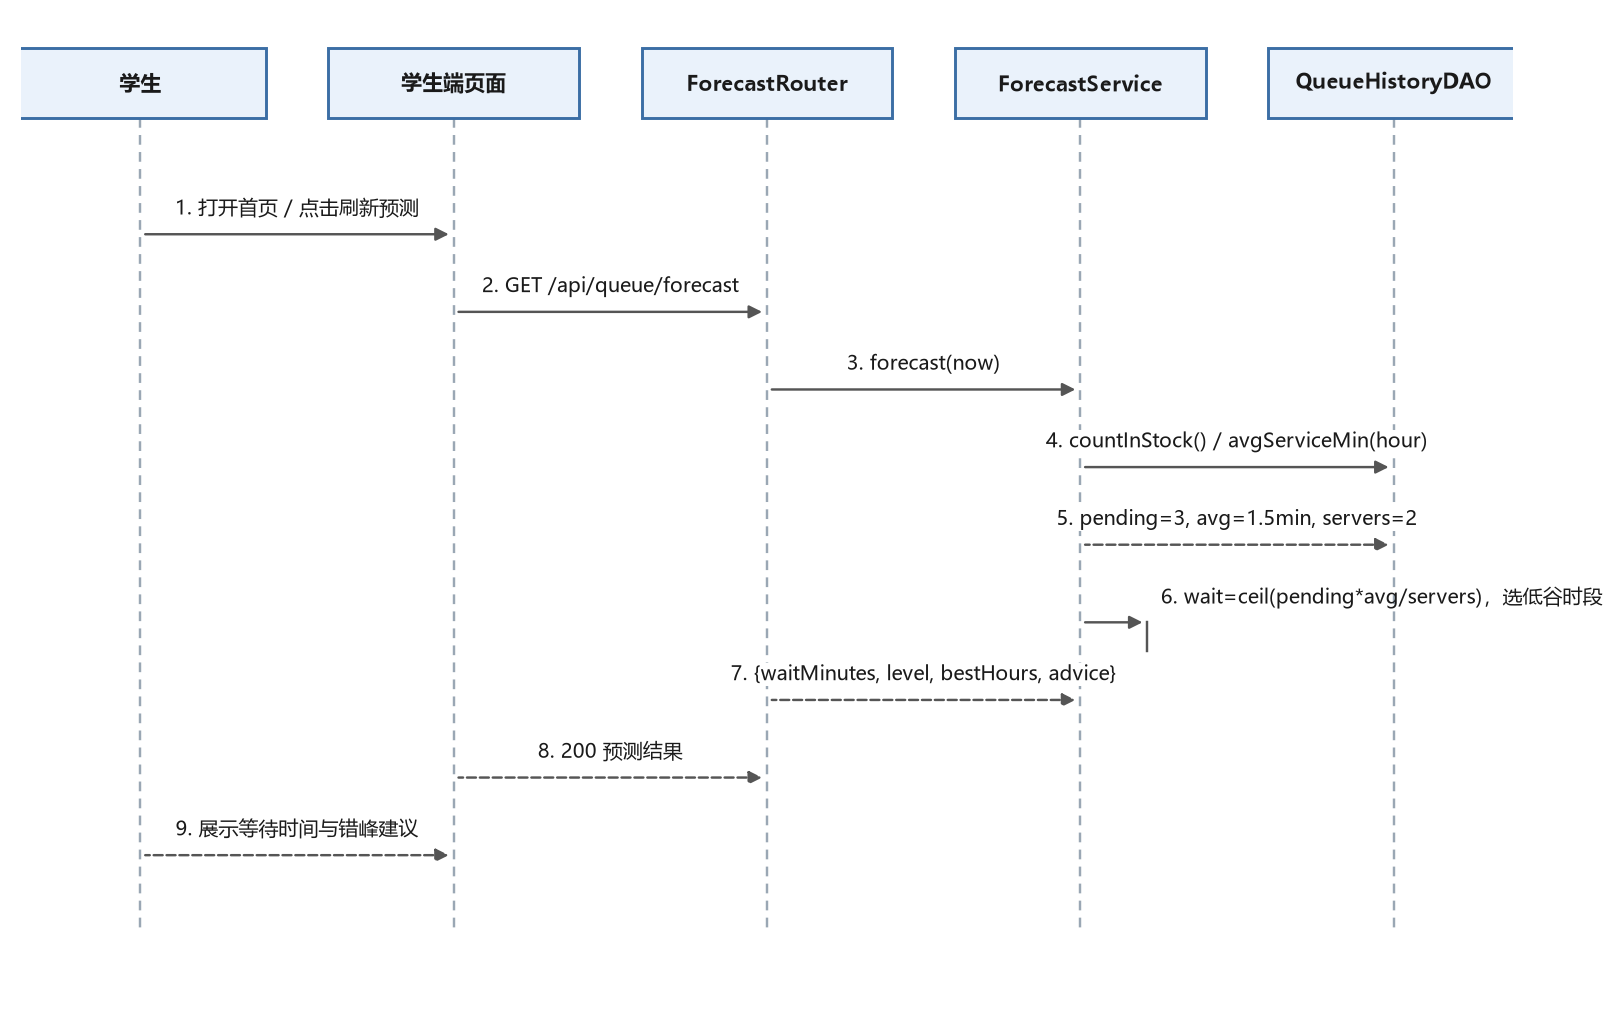 学生
学生端页面
ForecastRouter
ForecastService
QueueHistoryDAO
1. 打开首页 / 点击刷新预测
2. GET /api/queue/forecast
3. forecast(now)
4. countInStock() / avgServiceMin(hour)
5. pending=3, avg=1.5min, servers=2
6. wait=ceil(pending*avg/servers)，选低谷时段
7. {waitMinutes, level, bestHours, advice}
8. 200 预测结果
9. 展示等待时间与错峰建议